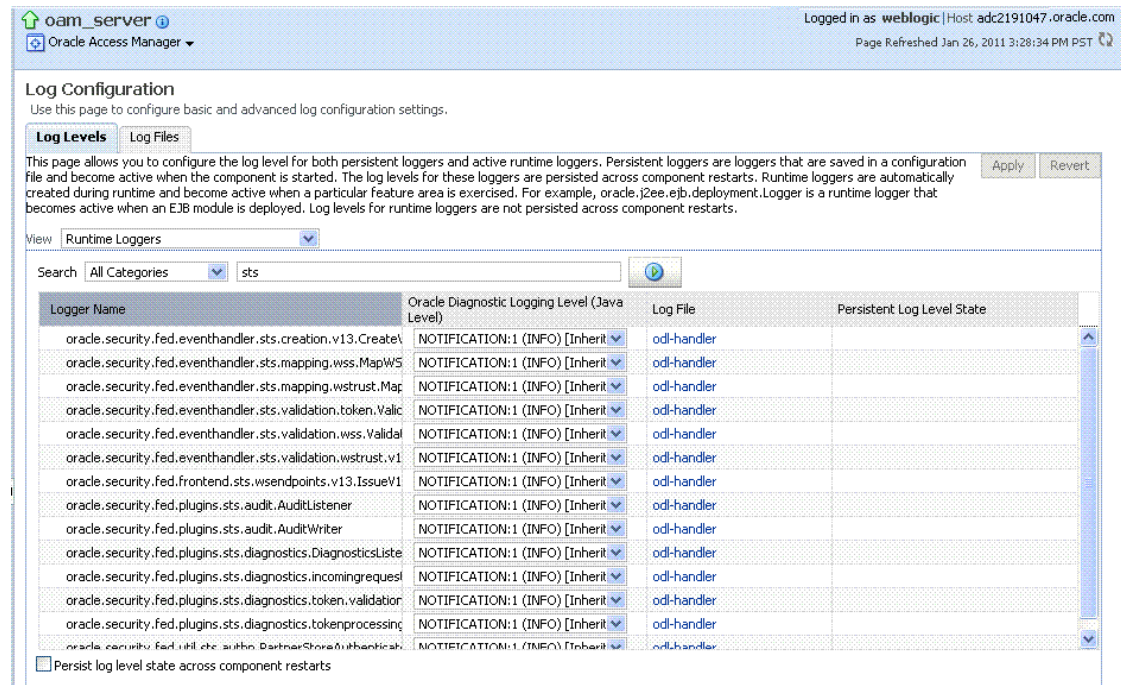 oam_server
Logged in as weblogic|Host adc2191047.oracle.com
Oracle Access Manager
Page Refreshed Jan 26, 2011 3:28:34 PM PST
Log Configuration
Use this page to configure basic and advanced log configuration settings.
Log Levels Log Files
This page allows you to configure the log level for both persistent loggers and active runtime loggers. Persistent loggers are loggers that are saved in a configuration
file and become active when the component is started. The log levels for these loggers are persisted across component restarts. Runtime loggers are automatically
created during runtime and become active when a particular feature area is exercised. For example, oracle.j2ee.ejb.deployment.Logger is a runtime logger that
becomes active when an EJB module is deployed. Log levels for runtime loggers are not persisted across component restarts.
Apply Revert
View Runtime Loggers
Search All Categories sts
Logger Name Oracle Diagnostic Logging Level (Java Level) Log File Persistent Log Level State
oracle.security.fed.eventhandler.sts.creation.v13.Create NOTIFICATION:1 (INFO) [Inherit odl-handler
oracle.security.fed.eventhandler.sts.mapping.wss.MapWS NOTIFICATION:1 (INFO) [Inherit odl-handler
oracle.security.fed.eventhandler.sts.mapping.wstrust.Map NOTIFICATION:1 (INFO) [Inherit odl-handler
oracle.security.fed.eventhandler.sts.validation.token.Valid NOTIFICATION:1 (INFO) [Inherit odl-handler
oracle.security.fed.eventhandler.sts.validation.wss.Valida NOTIFICATION:1 (INFO) [Inherit odl-handler
oracle.security.fed.eventhandler.sts.validation.wstrust.v1 NOTIFICATION:1 (INFO) [Inherit odl-handler
oracle.security.fed.frontend.sts.wsendpoints.v13.IssueV1 NOTIFICATION:1 (INFO) [Inherit odl-handler
oracle.security.fed.plugins.sts.audit.AuditListener NOTIFICATION:1 (INFO) [Inherit odl-handler
oracle.security.fed.plugins.sts.audit.AuditWriter NOTIFICATION:1 (INFO) [Inherit odl-handler
oracle.security.fed.plugins.sts.diagnostics.DiagnosticsListe NOTIFICATION:1 (INFO) [Inherit odl-handler
oracle.security.fed.plugins.sts.diagnostics.incomingreques NOTIFICATION:1 (INFO) [Inherit odl-handler
oracle.security.fed.plugins.sts.diagnostics.token.validation NOTIFICATION:1 (INFO) [Inherit odl-handler
oracle.security.fed.plugins.sts.diagnostics.tokenprocessing NOTIFICATION:1 (INFO) [Inherit odl-handler
oracle.security.fed.util.sts.authn.PartnerStoreAuthenticat NOTIFICATION:1 (INFO) [Inherit odl-handler
Persist log level state across component restarts